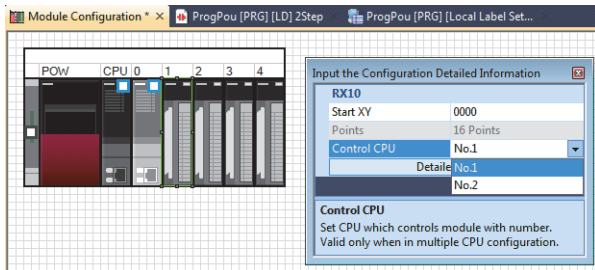 Module Configuration * × ProgPou [PRG] [LD] 2Step ProgPou [PRG] [Local Label Set...
POW CPU 0 1 2 3 4
Input the Configuration Detailed Information
RX10
Start XY 0000
Points 16 Points
Control CPU No.1
Detaile No.1
No.2
Control CPU
Set CPU which controls module with number.
Valid only when in multiple CPU configuration.